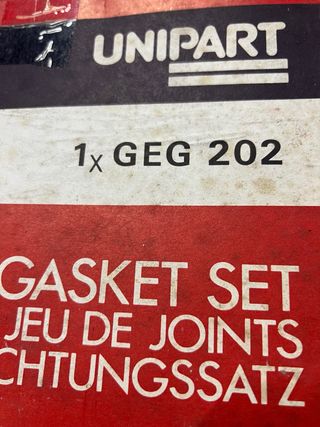 UNIPART
1x GEG 202
GASKET SET
JEU DE JOINTS
CHTUNGSSATZ